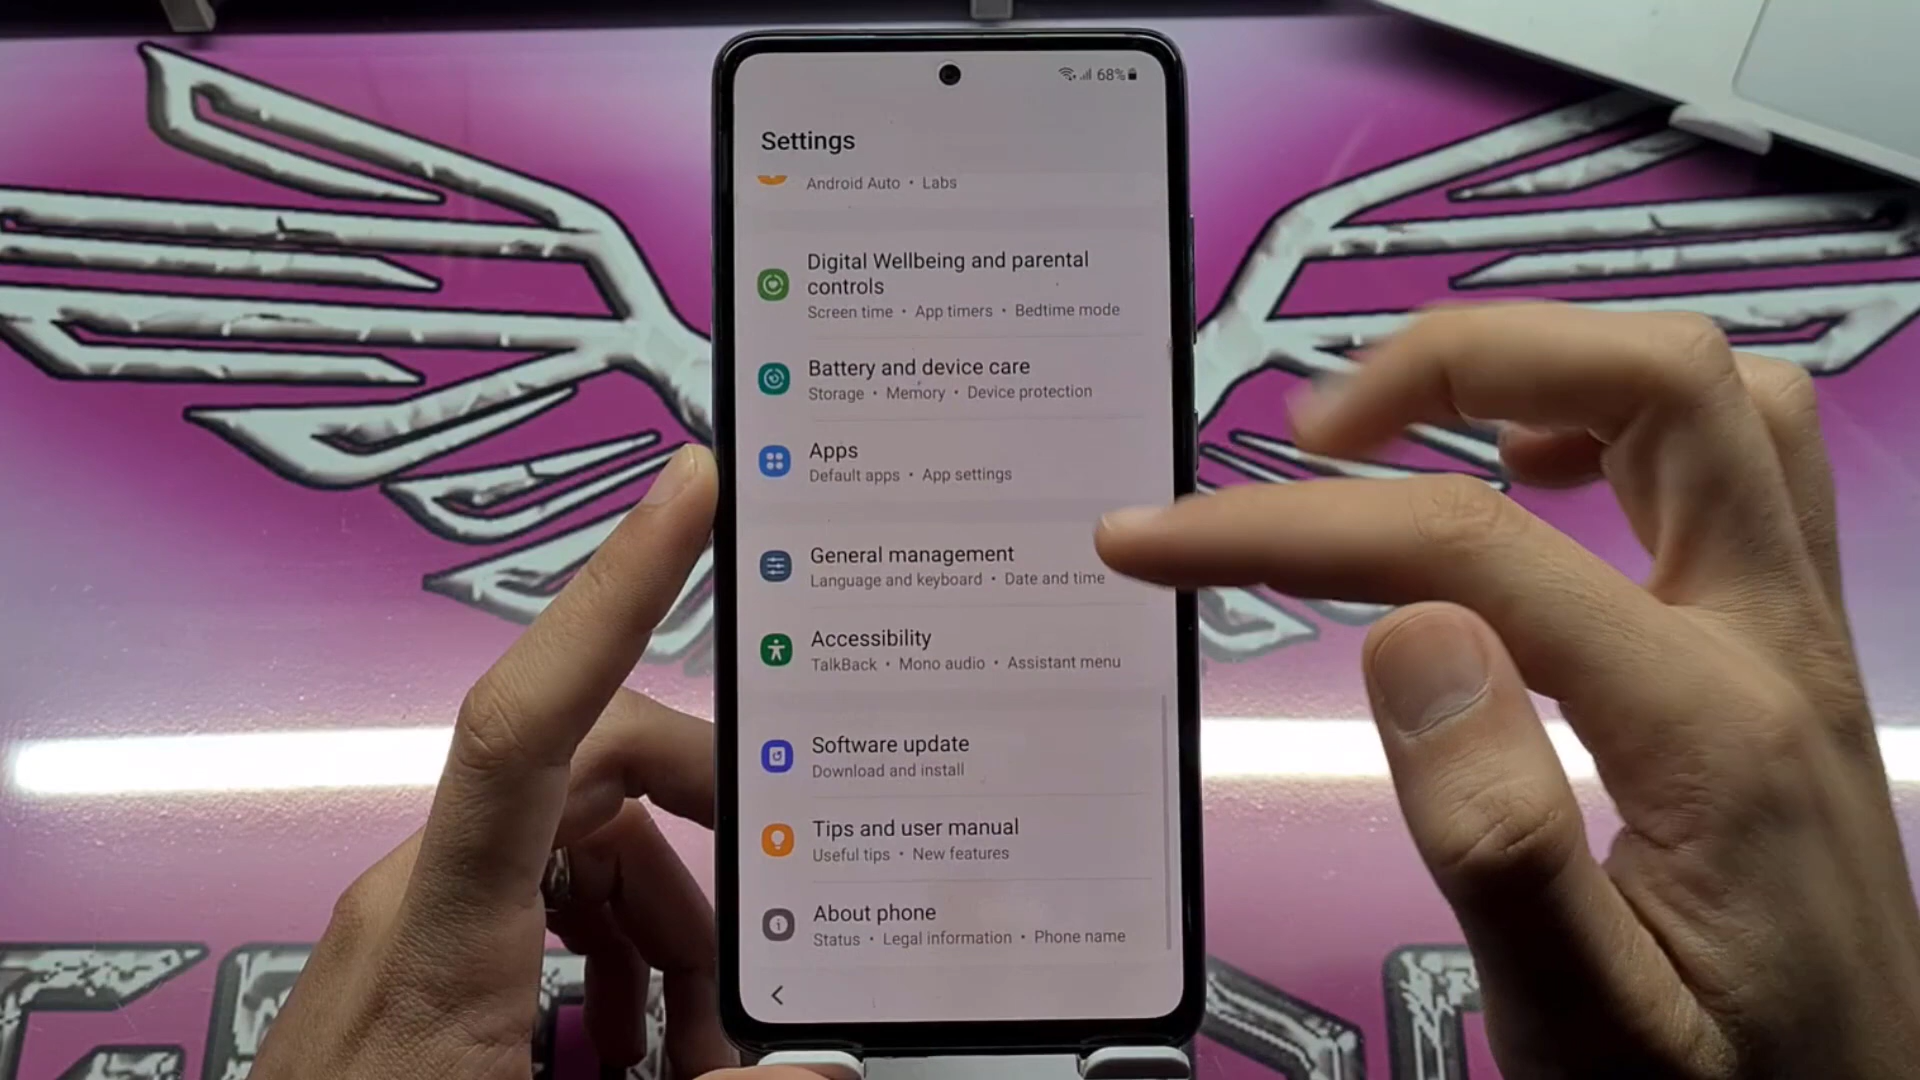 68%
Settings
Android Auto • Labs
Digital Wellbeing and parental
controls
Screen time • App timers • Bedtime mode
Battery and device care
Storage • Memory • Device protection
Apps
Default apps • App settings
General management
Language and keyboard • Date and time
Accessibility
TalkBack • Mono audio • Assistant menu
Software update
Download and install
Tips and user manual
Useful tips • New features
About phone
Status • Legal information • Phone name